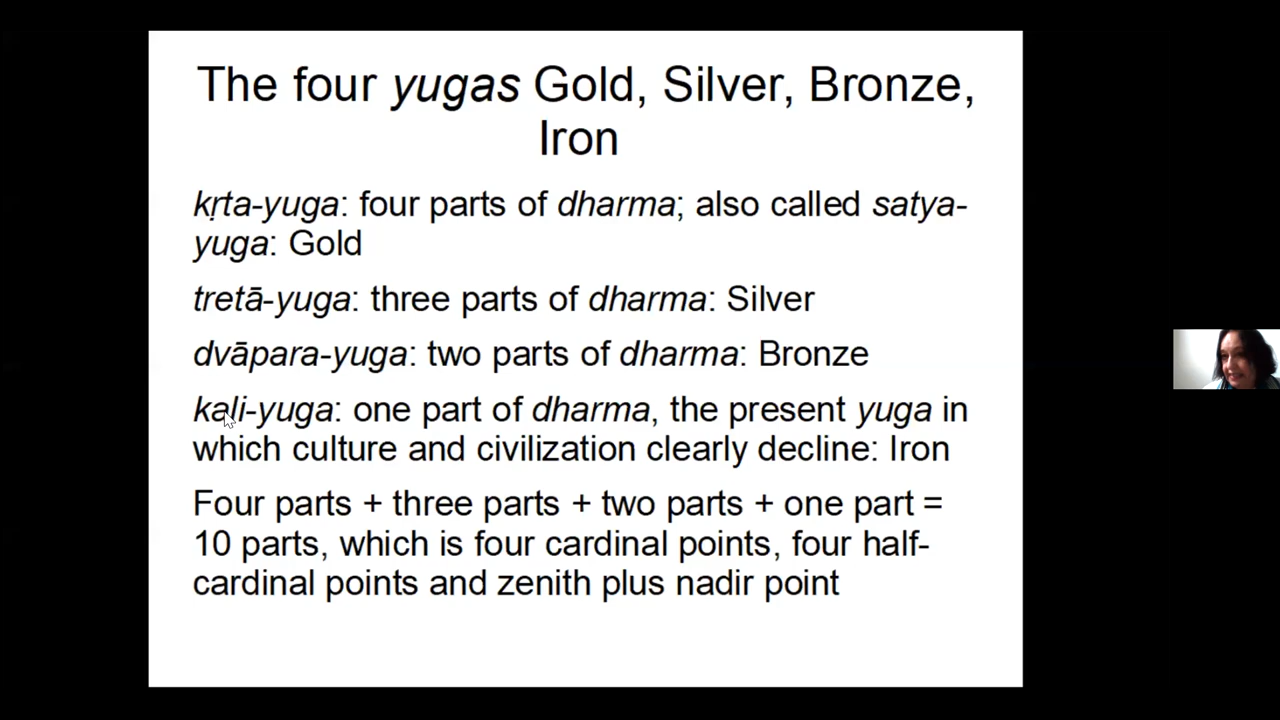 The four yugas Gold, Silver, Bronze,
Iron
kṛta-yuga: four parts of dharma; also called satya-
yuga: Gold
tretā-yuga: three parts of dharma: Silver
dvāpara-yuga: two parts of dharma: Bronze
kali-yuga: one part of dharma, the present yuga in
which culture and civilization clearly decline: Iron
Four parts + three parts + two parts + one part =
10 parts, which is four cardinal points, four half-
cardinal points and zenith plus nadir point